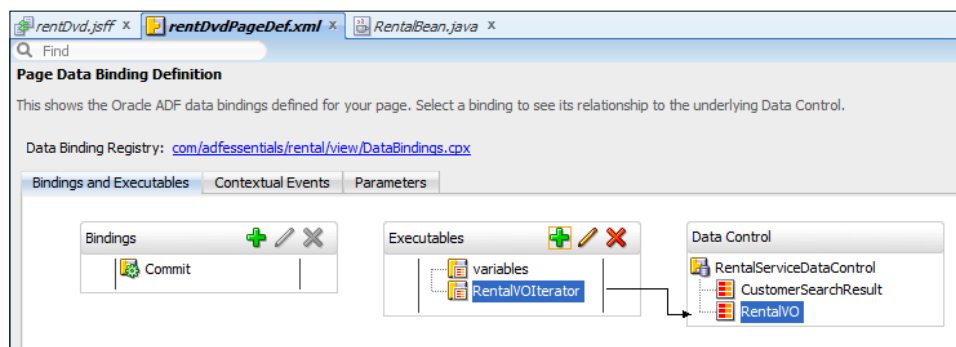 rentDvd.jsff x rentDvdPageDef.xml x RentalBean.java x
Find
Page Data Binding Definition
This shows the Oracle ADF data bindings defined for your page. Select a binding to see its relationship to the underlying Data Control.
Data Binding Registry: com/adfessentials/rental/view/DataBindings.cpx
Bindings and Executables Contextual Events Parameters
Bindings Executables Data Control
Commit variables RentalServiceDataControl
RentalVOIterator CustomerSearchResult
RentalVO